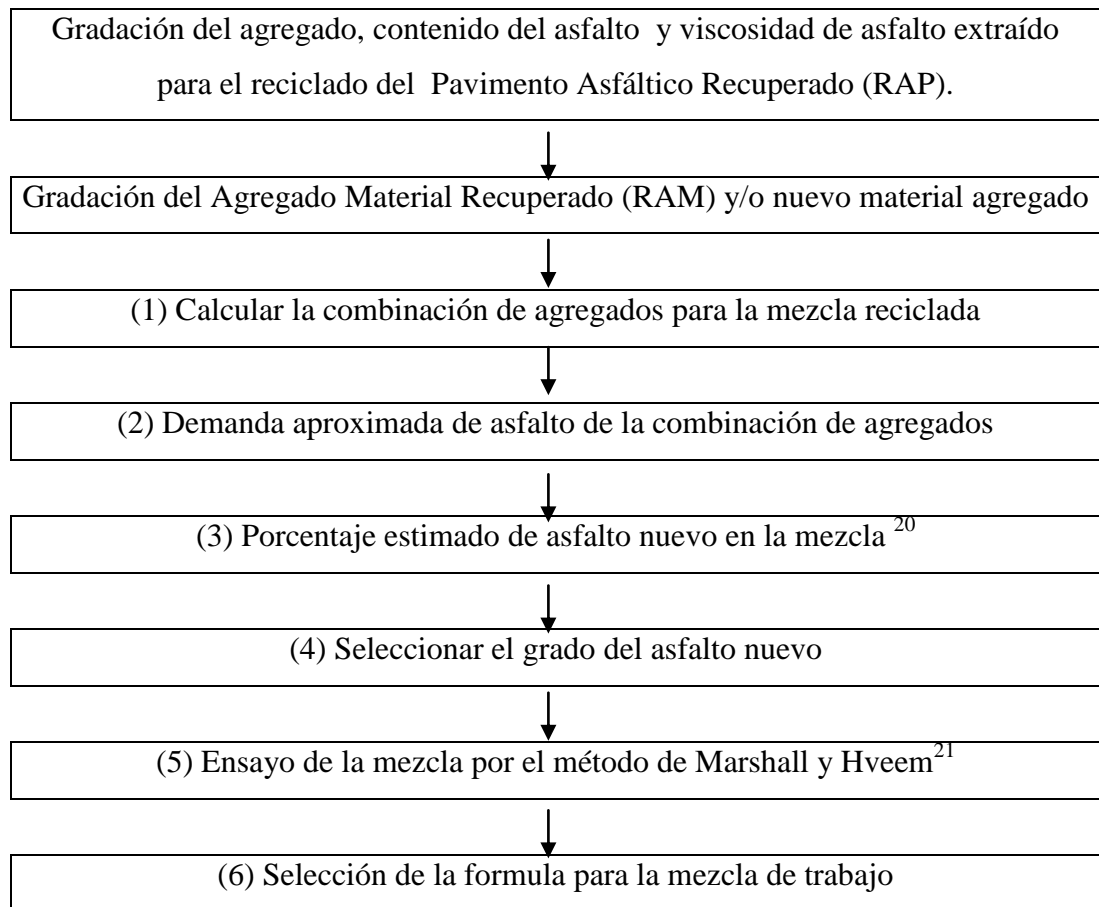 Gradación del agregado, contenido del asfalto y viscosidad de asfalto extraído
para el reciclado del Pavimento Asfáltico Recuperado (RAP).
Gradación del Agregado Material Recuperado (RAM) y/o nuevo material agregado
(1) Calcular la combinación de agregados para la mezcla reciclada
(2) Demanda aproximada de asfalto de la combinación de agregados
(3) Porcentaje estimado de asfalto nuevo en la mezcla 20
(4) Seleccionar el grado del asfalto nuevo
(5) Ensayo de la mezcla por el método de Marshall y Hveem21
(6) Selección de la formula para la mezcla de trabajo